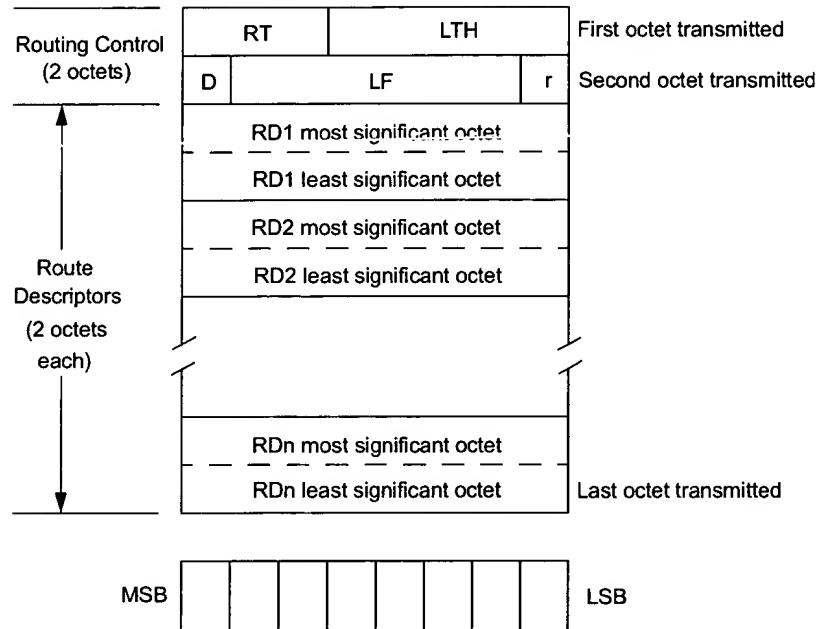 Routing Control
(2 octets)
RT
LTH
First octet transmitted
D
LF
r
Second octet transmitted
RD1 most significant octet
RD1 least significant octet
RD2 most significant octet
RD2 least significant octet
Route
Descriptors
(2 octets
each)
RDn most significant octet
RDn least significant octet
Last octet transmitted
MSB
LSB